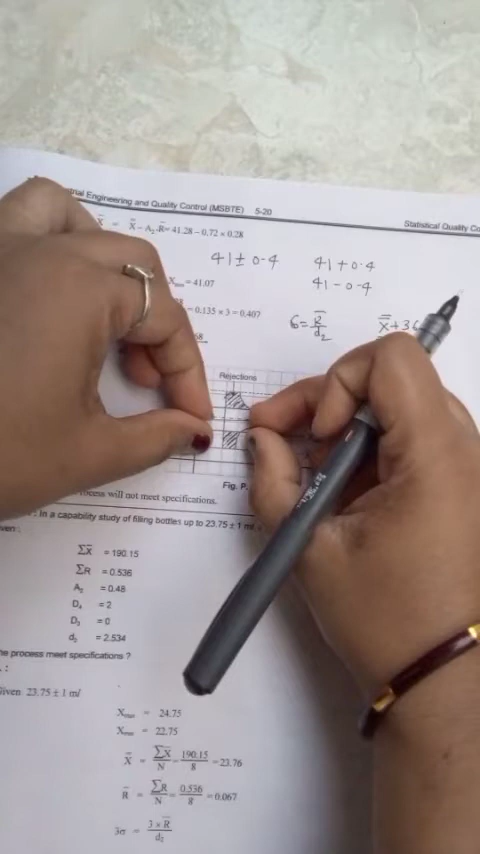 trial Engineering and Quality Control (MSBTE) 5-20
Statistical Quality Co
X̄ = X̿ – A₂.R̄ = 41.28 – 0.72 × 0.28
41 ± 0.4
41 + 0.4
41 – 0.4
= 41.07
= 0.135 × 3 = 0.407
6 = R̄/d₂
X̿ + 36
Rejections
Fig. P.
rocess will not meet specifications.
: In a capability study of filling bottles up to 23.75 ± 1 ml
ven :
ΣX̄ = 190.15
ΣR = 0.536
A₂ = 0.48
D₄ = 2
D₃ = 0
= 2.534
he process meet specifications ?
Given 23.75 ± 1 ml
Xmax = 24.75
Xmin = 22.75
X̿ = ΣX̄/N = 190.15/8 = 23.76
R̄ = ΣR/N = 0.536/8 = 0.067
3σ = 3 × R̄/d₂